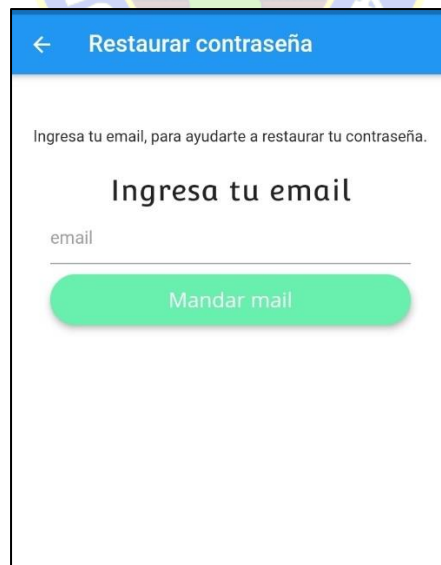 Restaurar contraseña
Ingresa tu email, para ayudarte a restaurar tu contraseña.
Ingresa tu email
email
Mandar mail